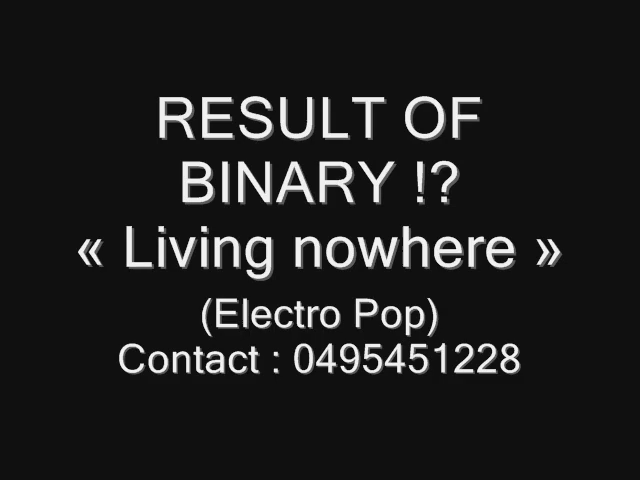 RESULT OF
BINARY !?
« Living nowhere »
(Electro Pop)
Contact : 0495451228